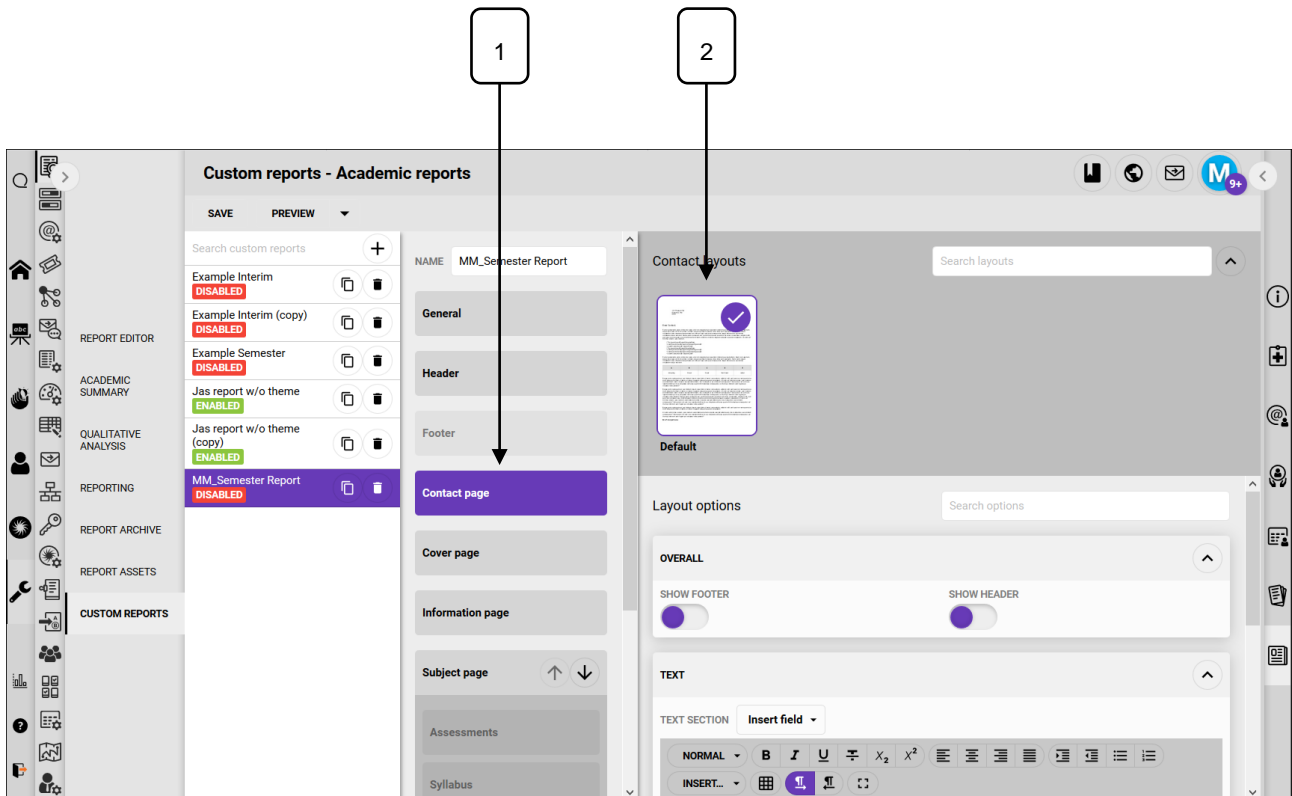 1
2
Custom reports - Academic reports
M
9+
SAVE
PREVIEW
Search custom reports
Example Interim
DISABLED
Example Interim (copy)
DISABLED
Example Semester
DISABLED
Jas report w/o theme
ENABLED
Jas report w/o theme
(copy)
ENABLED
MM_Semester Report
DISABLED
abc
REPORT EDITOR
ACADEMIC
SUMMARY
QUALITATIVE
ANALYSIS
REPORTING
REPORT ARCHIVE
REPORT ASSETS
CUSTOM REPORTS
NAME MM_Semester Report
General
Header
Footer
Contact page
Cover page
Information page
Subject page
Assessments
Syllabus
Contact layouts
Search layouts
Default
Layout options
Search options
OVERALL
SHOW FOOTER
SHOW HEADER
TEXT
TEXT SECTION Insert field
NORMAL B I U T X₂ X²
INSERT...